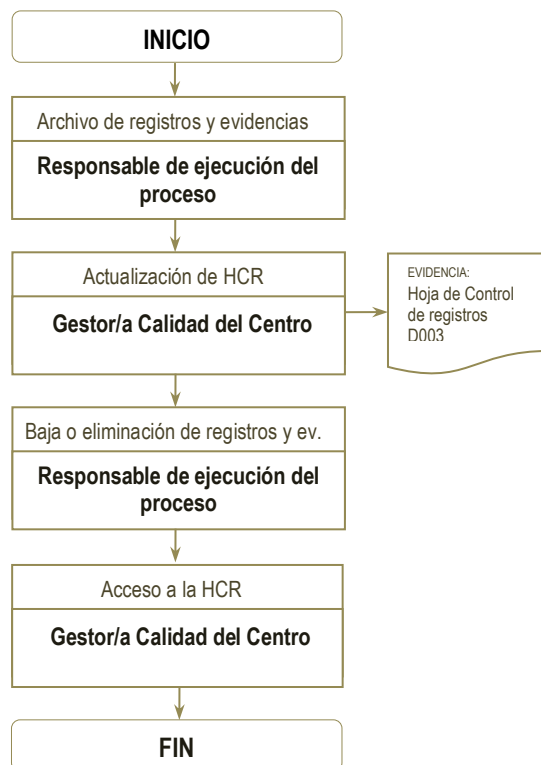 INICIO
Archivo de registros y evidencias
Responsable de ejecución del
proceso
Actualización de HCR
Gestor/a Calidad del Centro
EVIDENCIA:
Hoja de Control
de registros
D003
Baja o eliminación de registros y ev.
Responsable de ejecución del
proceso
Acceso a la HCR
Gestor/a Calidad del Centro
FIN